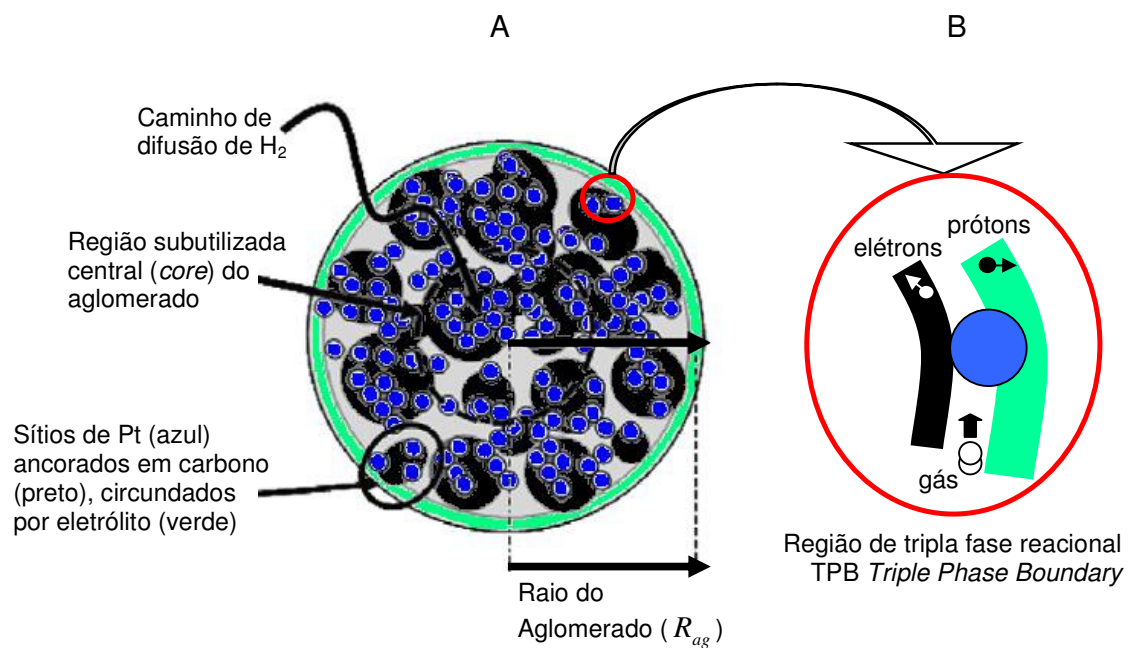 A
B
Caminho de
difusão de H₂
Região subutilizada
central (core) do
aglomerado
Sítios de Pt (azul)
ancorados em carbono
(preto), circundados
por eletrólito (verde)
Raio do
Aglomerado ( R_ag )
prótons
elétrons
gás
Região de tripla fase reacional
TPB Triple Phase Boundary